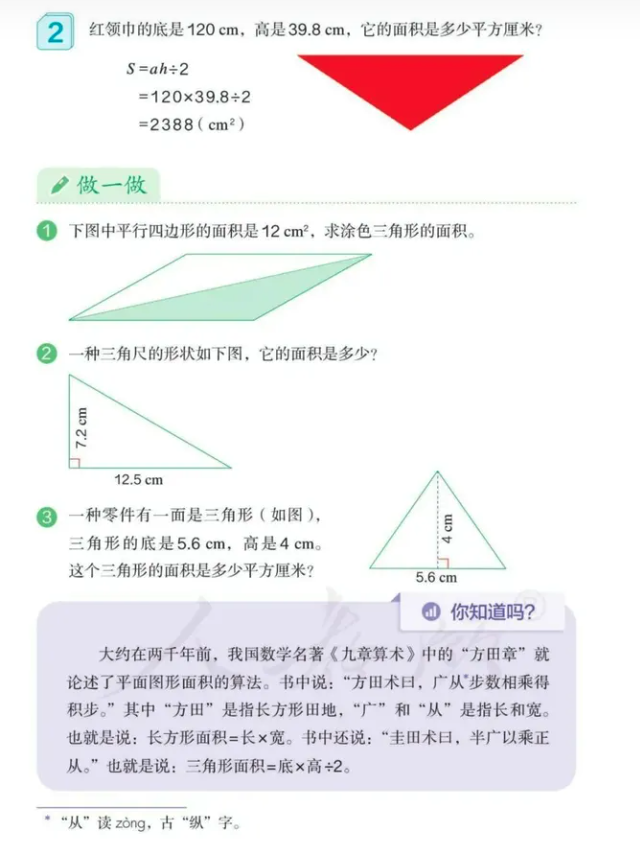 2 红领巾的底是 120 cm，高是 39.8 cm，它的面积是多少平方厘米？
S=ah÷2
=120×39.8÷2
=2388（cm²）
做一做
1 下图中平行四边形的面积是 12 cm²，求涂色三角形的面积。
2 一种三角尺的形状如下图，它的面积是多少？
7.2 cm
12.5 cm
3 一种零件有一面是三角形（如图），
三角形的底是 5.6 cm，高是 4 cm。
这个三角形的面积是多少平方厘米？
4 cm
5.6 cm
你知道吗？
大约在两千年前，我国数学名著《九章算术》中的“方田章”就
论述了平面图形面积的算法。书中说：“方田术曰，广从*步数相乘得
积步。”其中“方田”是指长方形田地，“广”和“从”是指长和宽。
也就是说：长方形面积=长×宽。书中还说：“圭田术曰，半广以乘正
从。”也就是说：三角形面积=底×高÷2。
*“从”读 zòng，古“纵”字。